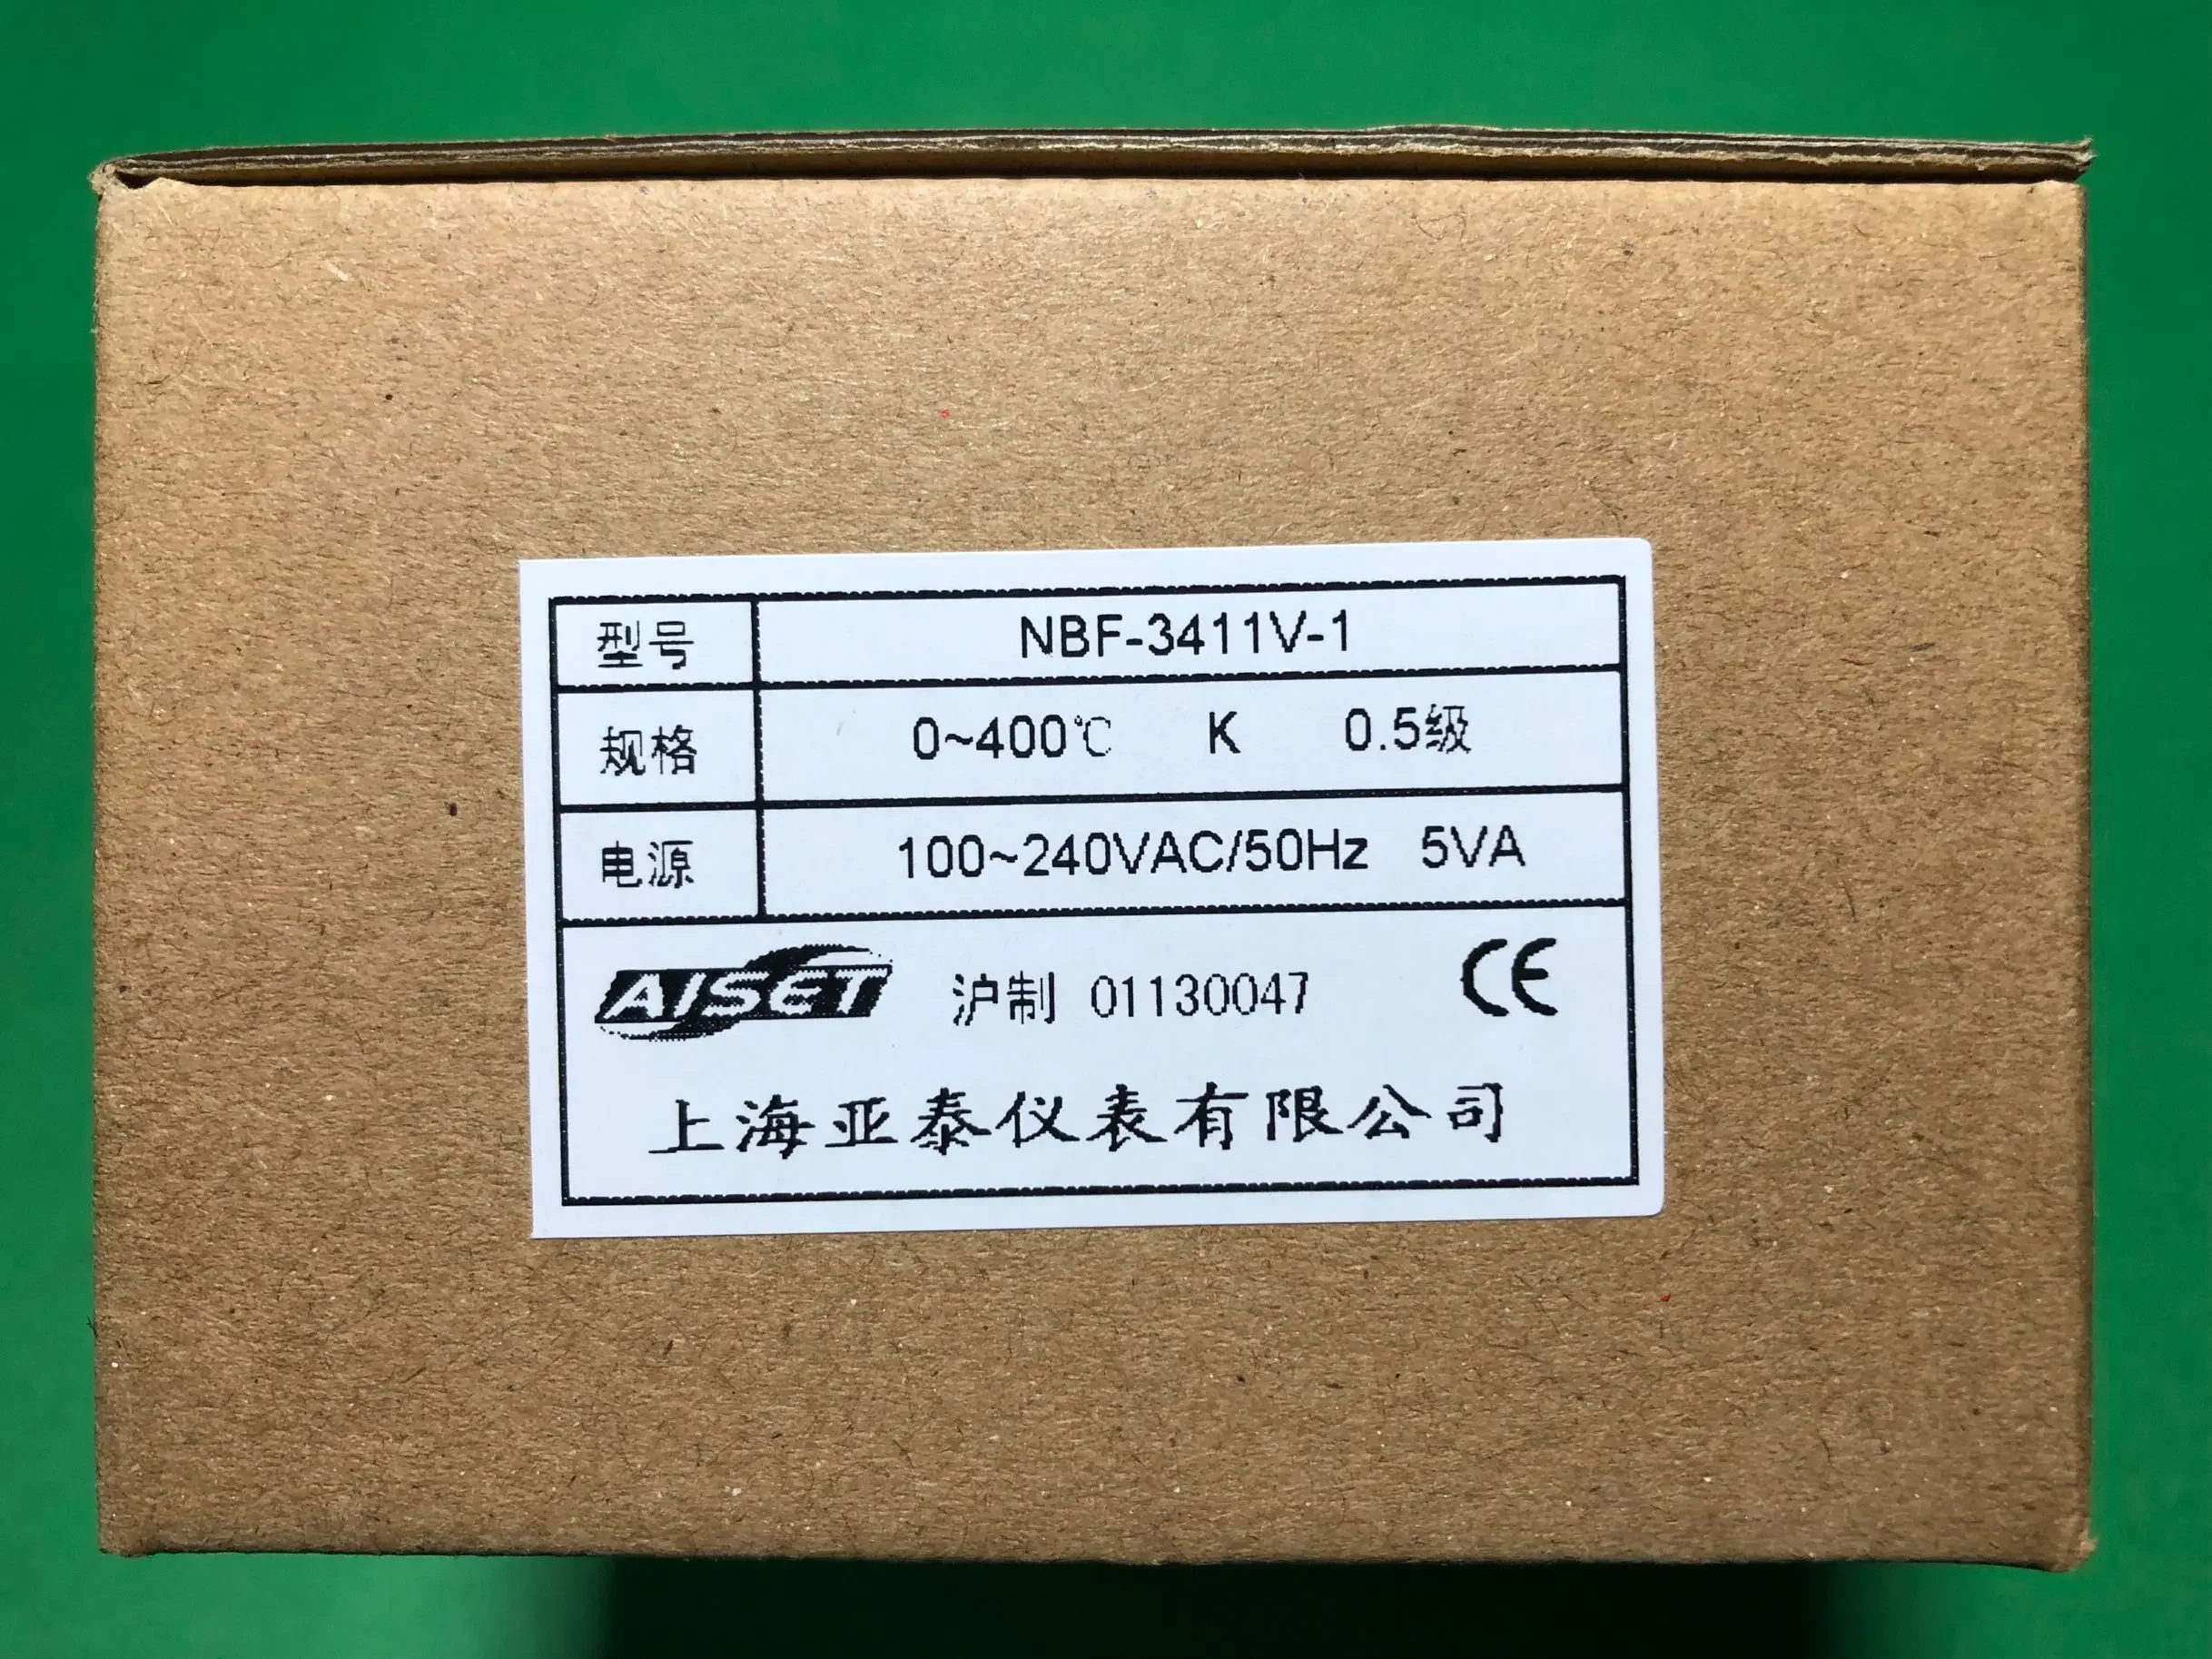 型号 NBF-3411V-1
规格 0~400℃ K 0.5级
电源 100~240VAC/50Hz 5VA
AISET 沪制 01130047 CE
上海亚泰仪表有限公司